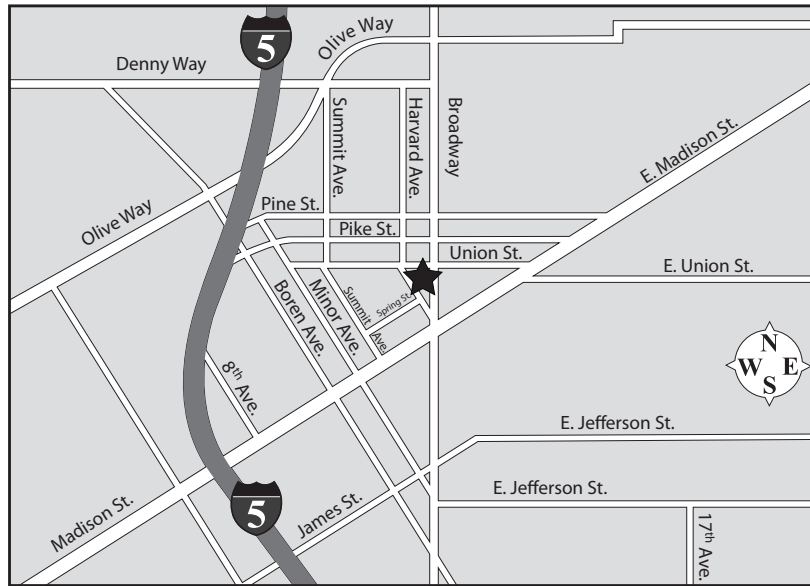 5
Olive Way
Denny Way
Summit Ave.
Harvard Ave.
Broadway
E. Madison St.
Pine St.
Olive Way
Pike St.
Union St.
E. Union St.
Boren Ave.
Minor Ave.
Summit Ave.
Spring St.
8th Ave.
N
W E
S
E. Jefferson St.
E. Jefferson St.
5
James St.
Madison St.
17th Ave.